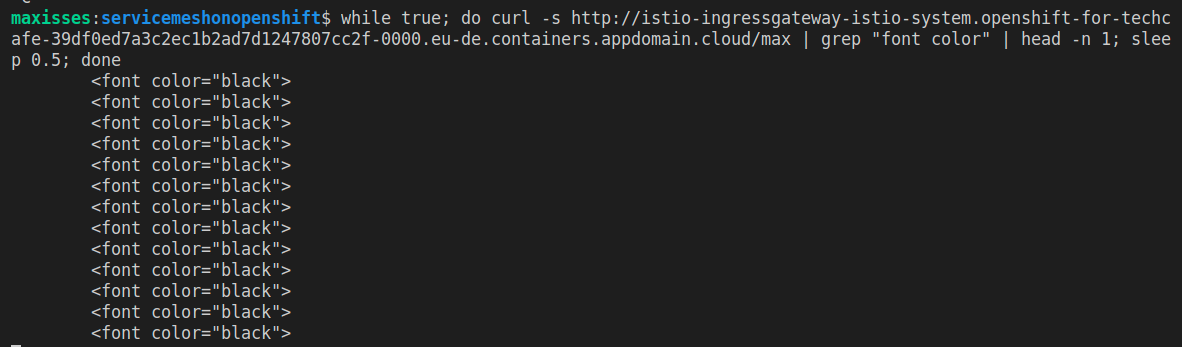 maxisses:servicemeshonopenshift$ while true; do curl -s http://istio-ingressgateway-istio-system.openshift-for-techc
afe-39df0ed7a3c2ec1b2ad7d1247807cc2f-0000.eu-de.containers.appdomain.cloud/max | grep "font color" | head -n 1; slee
p 0.5; done
        <font color="black">
        <font color="black">
        <font color="black">
        <font color="black">
        <font color="black">
        <font color="black">
        <font color="black">
        <font color="black">
        <font color="black">
        <font color="black">
        <font color="black">
        <font color="black">
        <font color="black">